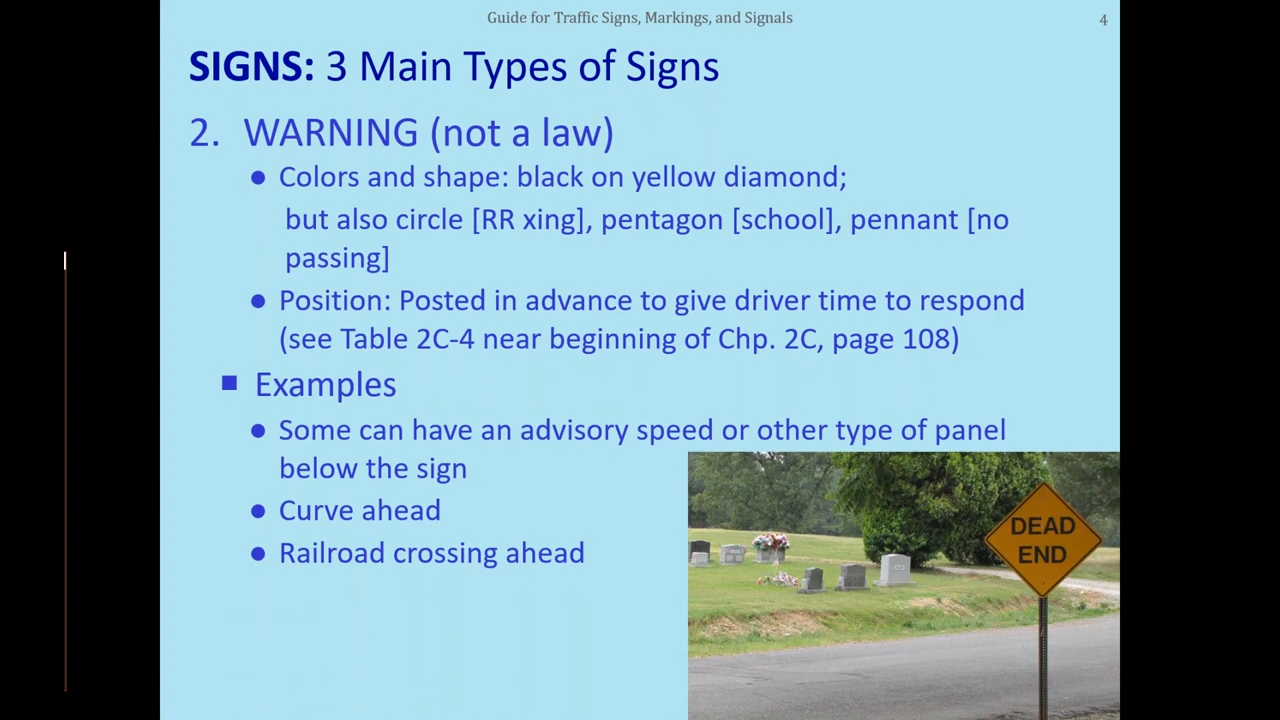 Guide for Traffic Signs, Markings, and Signals
4
SIGNS: 3 Main Types of Signs
2. WARNING (not a law)
● Colors and shape: black on yellow diamond;
but also circle [RR xing], pentagon [school], pennant [no
passing]
● Position: Posted in advance to give driver time to respond
(see Table 2C-4 near beginning of Chp. 2C, page 108)
■ Examples
● Some can have an advisory speed or other type of panel
below the sign
● Curve ahead
● Railroad crossing ahead
DEAD
END